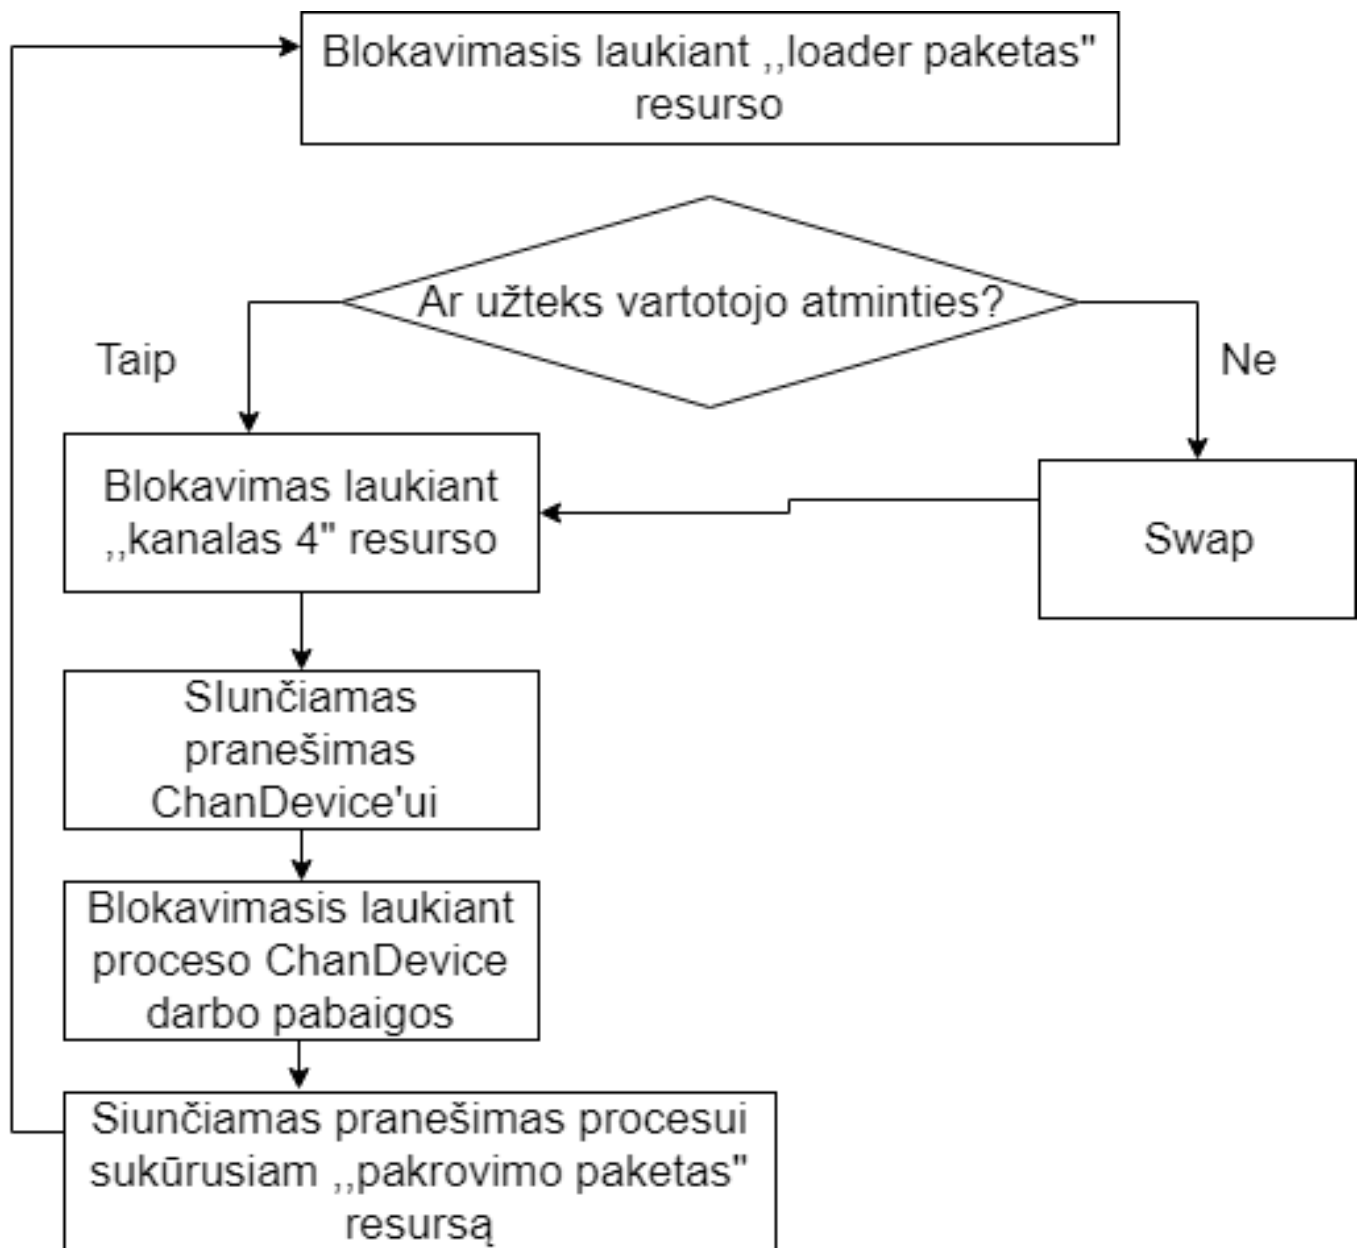 Blokavimasis laukiant ,,loader paketas"
resurso
Ar užteks vartotojo atminties?
Taip
Ne
Blokavimas laukiant
,,kanalas 4" resurso
Swap
SIunčiamas
pranešimas
ChanDevice'ui
Blokavimasis laukiant
proceso ChanDevice
darbo pabaigos
Siunčiamas pranešimas procesui
sukūrusiam ,,pakrovimo paketas"
resursą